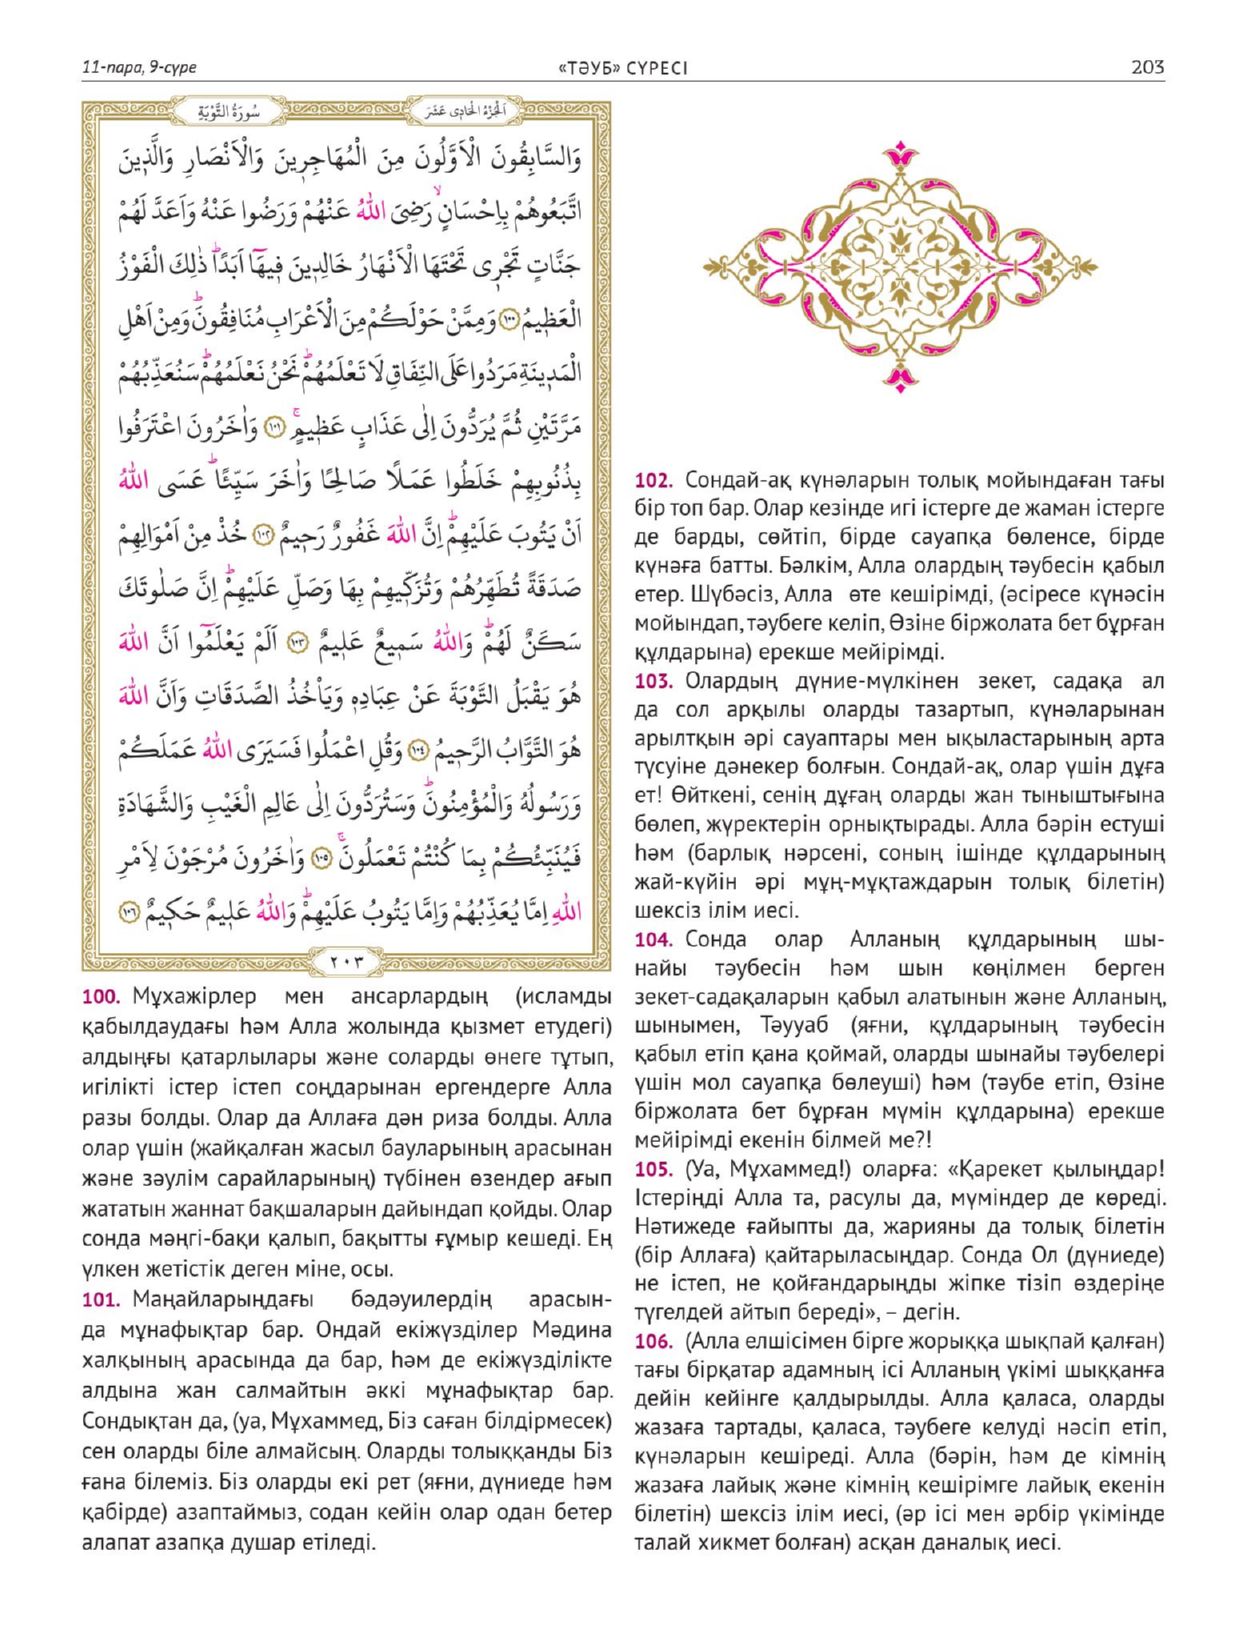 11-пара, 9-сүре
«ТӘУБ» СҮРЕСІ
203
سُورَةُ التَّوْبَةِ
اَلْجُزْءُ الْحَادِى عَشَرَ
وَالسَّابِقُونَ الْاَوَّلُونَ مِنَ الْمُهَاجِرِينَ وَالْاَنْصَارِ وَالَّذِينَ
اتَّبَعُوهُمْ بِاِحْسَانٍۙ رَضِىَ اللّٰهُ عَنْهُمْ وَرَضُوا عَنْهُ وَاَعَدَّ لَهُمْ
جَنَّاتٍ تَجْرِى تَحْتَهَا الْاَنْهَارُ خَالِدِينَ فِيهَٓا اَبَدًاۜ ذٰلِكَ الْفَوْزُ
الْعَظِيمُ ﴿١٠٠﴾ وَمِمَّنْ حَوْلَكُمْ مِنَ الْاَعْرَابِ مُنَافِقُونَۜ وَمِنْ اَهْلِ
الْمَدِينَةِ مَرَدُوا عَلَى النِّفَاقِ لَا تَعْلَمُهُمْۜ نَحْنُ نَعْلَمُهُمْۜ سَنُعَذِّبُهُمْ
مَرَّتَيْنِ ثُمَّ يُرَدُّونَ اِلٰى عَذَابٍ عَظِيمٍۚ ﴿١٠١﴾ وَاٰخَرُونَ اعْتَرَفُوا
بِذُنُوبِهِمْ خَلَطُوا عَمَلًا صَالِحًا وَاٰخَرَ سَيِّئًاۜ عَسَى اللّٰهُ
اَنْ يَتُوبَ عَلَيْهِمْۜ اِنَّ اللّٰهَ غَفُورٌ رَحِيمٌ ﴿١٠٢﴾ خُذْ مِنْ اَمْوَالِهِمْ
صَدَقَةً تُطَهِّرُهُمْ وَتُزَكِّيهِمْ بِهَا وَصَلِّ عَلَيْهِمْۜ اِنَّ صَلٰوتَكَ
سَكَنٌ لَهُمْۜ وَاللّٰهُ سَمِيعٌ عَلِيمٌ ﴿١٠٣﴾ اَلَمْ يَعْلَمُٓوا اَنَّ اللّٰهَ
هُوَ يَقْبَلُ التَّوْبَةَ عَنْ عِبَادِهِ وَيَاْخُذُ الصَّدَقَاتِ وَاَنَّ اللّٰهَ
هُوَ التَّوَّابُ الرَّحِيمُ ﴿١٠٤﴾ وَقُلِ اعْمَلُوا فَسَيَرَى اللّٰهُ عَمَلَكُمْ
وَرَسُولُهُ وَالْمُؤْمِنُونَۜ وَسَتُرَدُّونَ اِلٰى عَالِمِ الْغَيْبِ وَالشَّهَادَةِ
فَيُنَبِّئُكُمْ بِمَا كُنْتُمْ تَعْمَلُونَۚ ﴿١٠٥﴾ وَاٰخَرُونَ مُرْجَوْنَ لِاَمْرِ
اللّٰهِ اِمَّا يُعَذِّبُهُمْ وَاِمَّا يَتُوبُ عَلَيْهِمْۜ وَاللّٰهُ عَلِيمٌ حَكِيمٌ ﴿١٠٦﴾
٢٠٣
100. Мұхажірлер мен ансарлардың (исламды
қабылдаудағы һәм Алла жолында қызмет етудегі)
алдыңғы қатарлылары және соларды өнеге тұтып,
игілікті істер істеп соңдарынан ергендерге Алла
разы болды. Олар да Аллаға дән риза болды. Алла
олар үшін (жайқалған жасыл бауларының арасынан
және зәулім сарайларының) түбінен өзендер ағып
жататын жаннат бақшаларын дайындап қойды. Олар
сонда мәңгі-бақи қалып, бақытты ғұмыр кешеді. Ең
үлкен жетістік деген міне, осы.
101. Маңайларыңдағы бәдәуилердің арасын-
да мұнафықтар бар. Ондай екіжүзділер Мәдина
халқының арасында да бар, һәм де екіжүзділікте
алдына жан салмайтын әккі мұнафықтар бар.
Сондықтан да, (уа, Мұхаммед, Біз саған білдірмесек)
сен оларды біле алмайсың. Оларды толыққанды Біз
ғана білеміз. Біз оларды екі рет (яғни, дүниеде һәм
қабірде) азаптаймыз, содан кейін олар одан бетер
алапат азапқа душар етіледі.
102. Сондай-ақ күнәларын толық мойындаған тағы
бір топ бар. Олар кезінде игі істерге де жаман істерге
де барды, сөйтіп, бірде сауапқа бөленсе, бірде
күнәға батты. Бәлкім, Алла олардың тәубесін қабыл
етер. Шүбәсіз, Алла өте кешірімді, (әсіресе күнәсін
мойындап, тәубеге келіп, Өзіне біржолата бет бұрған
құлдарына) ерекше мейірімді.
103. Олардың дүние-мүлкінен зекет, садақа ал
да сол арқылы оларды тазартып, күнәларынан
арылтқын әрі сауаптары мен ықыластарының арта
түсуіне дәнекер болғын. Сондай-ақ, олар үшін дұға
ет! Өйткені, сенің дұғаң оларды жан тыныштығына
бөлеп, жүректерін орнықтырады. Алла бәрін естуші
һәм (барлық нәрсені, соның ішінде құлдарының
жай-күйін әрі мұң-мұқтаждарын толық білетін)
шексіз ілім иесі.
104. Сонда олар Алланың құлдарының шы-
найы тәубесін һәм шын көңілмен берген
зекет-садақаларын қабыл алатынын және Алланың,
шынымен, Тәууаб (яғни, құлдарының тәубесін
қабыл етіп қана қоймай, оларды шынайы тәубелері
үшін мол сауапқа бөлеуші) һәм (тәубе етіп, Өзіне
біржолата бет бұрған мүмін құлдарына) ерекше
мейірімді екенін білмей ме?!
105. (Уа, Мұхаммед!) оларға: «Қарекет қылыңдар!
Істеріңді Алла та, расулы да, мүміндер де көреді.
Нәтижеде ғайыпты да, жарияны да толық білетін
(бір Аллаға) қайтарыласыңдар. Сонда Ол (дүниеде)
не істеп, не қойғандарыңды жіпке тізіп өздеріңе
түгелдей айтып береді», – дегін.
106. (Алла елшісімен бірге жорыққа шықпай қалған)
тағы бірқатар адамның ісі Алланың үкімі шыққанға
дейін кейінге қалдырылды. Алла қаласа, оларды
жазаға тартады, қаласа, тәубеге келуді нәсіп етіп,
күнәларын кешіреді. Алла (бәрін, һәм де кімнің
жазаға лайық және кімнің кешірімге лайық екенін
білетін) шексіз ілім иесі, (әр ісі мен әрбір үкімінде
талай хикмет болған) асқан даналық иесі.